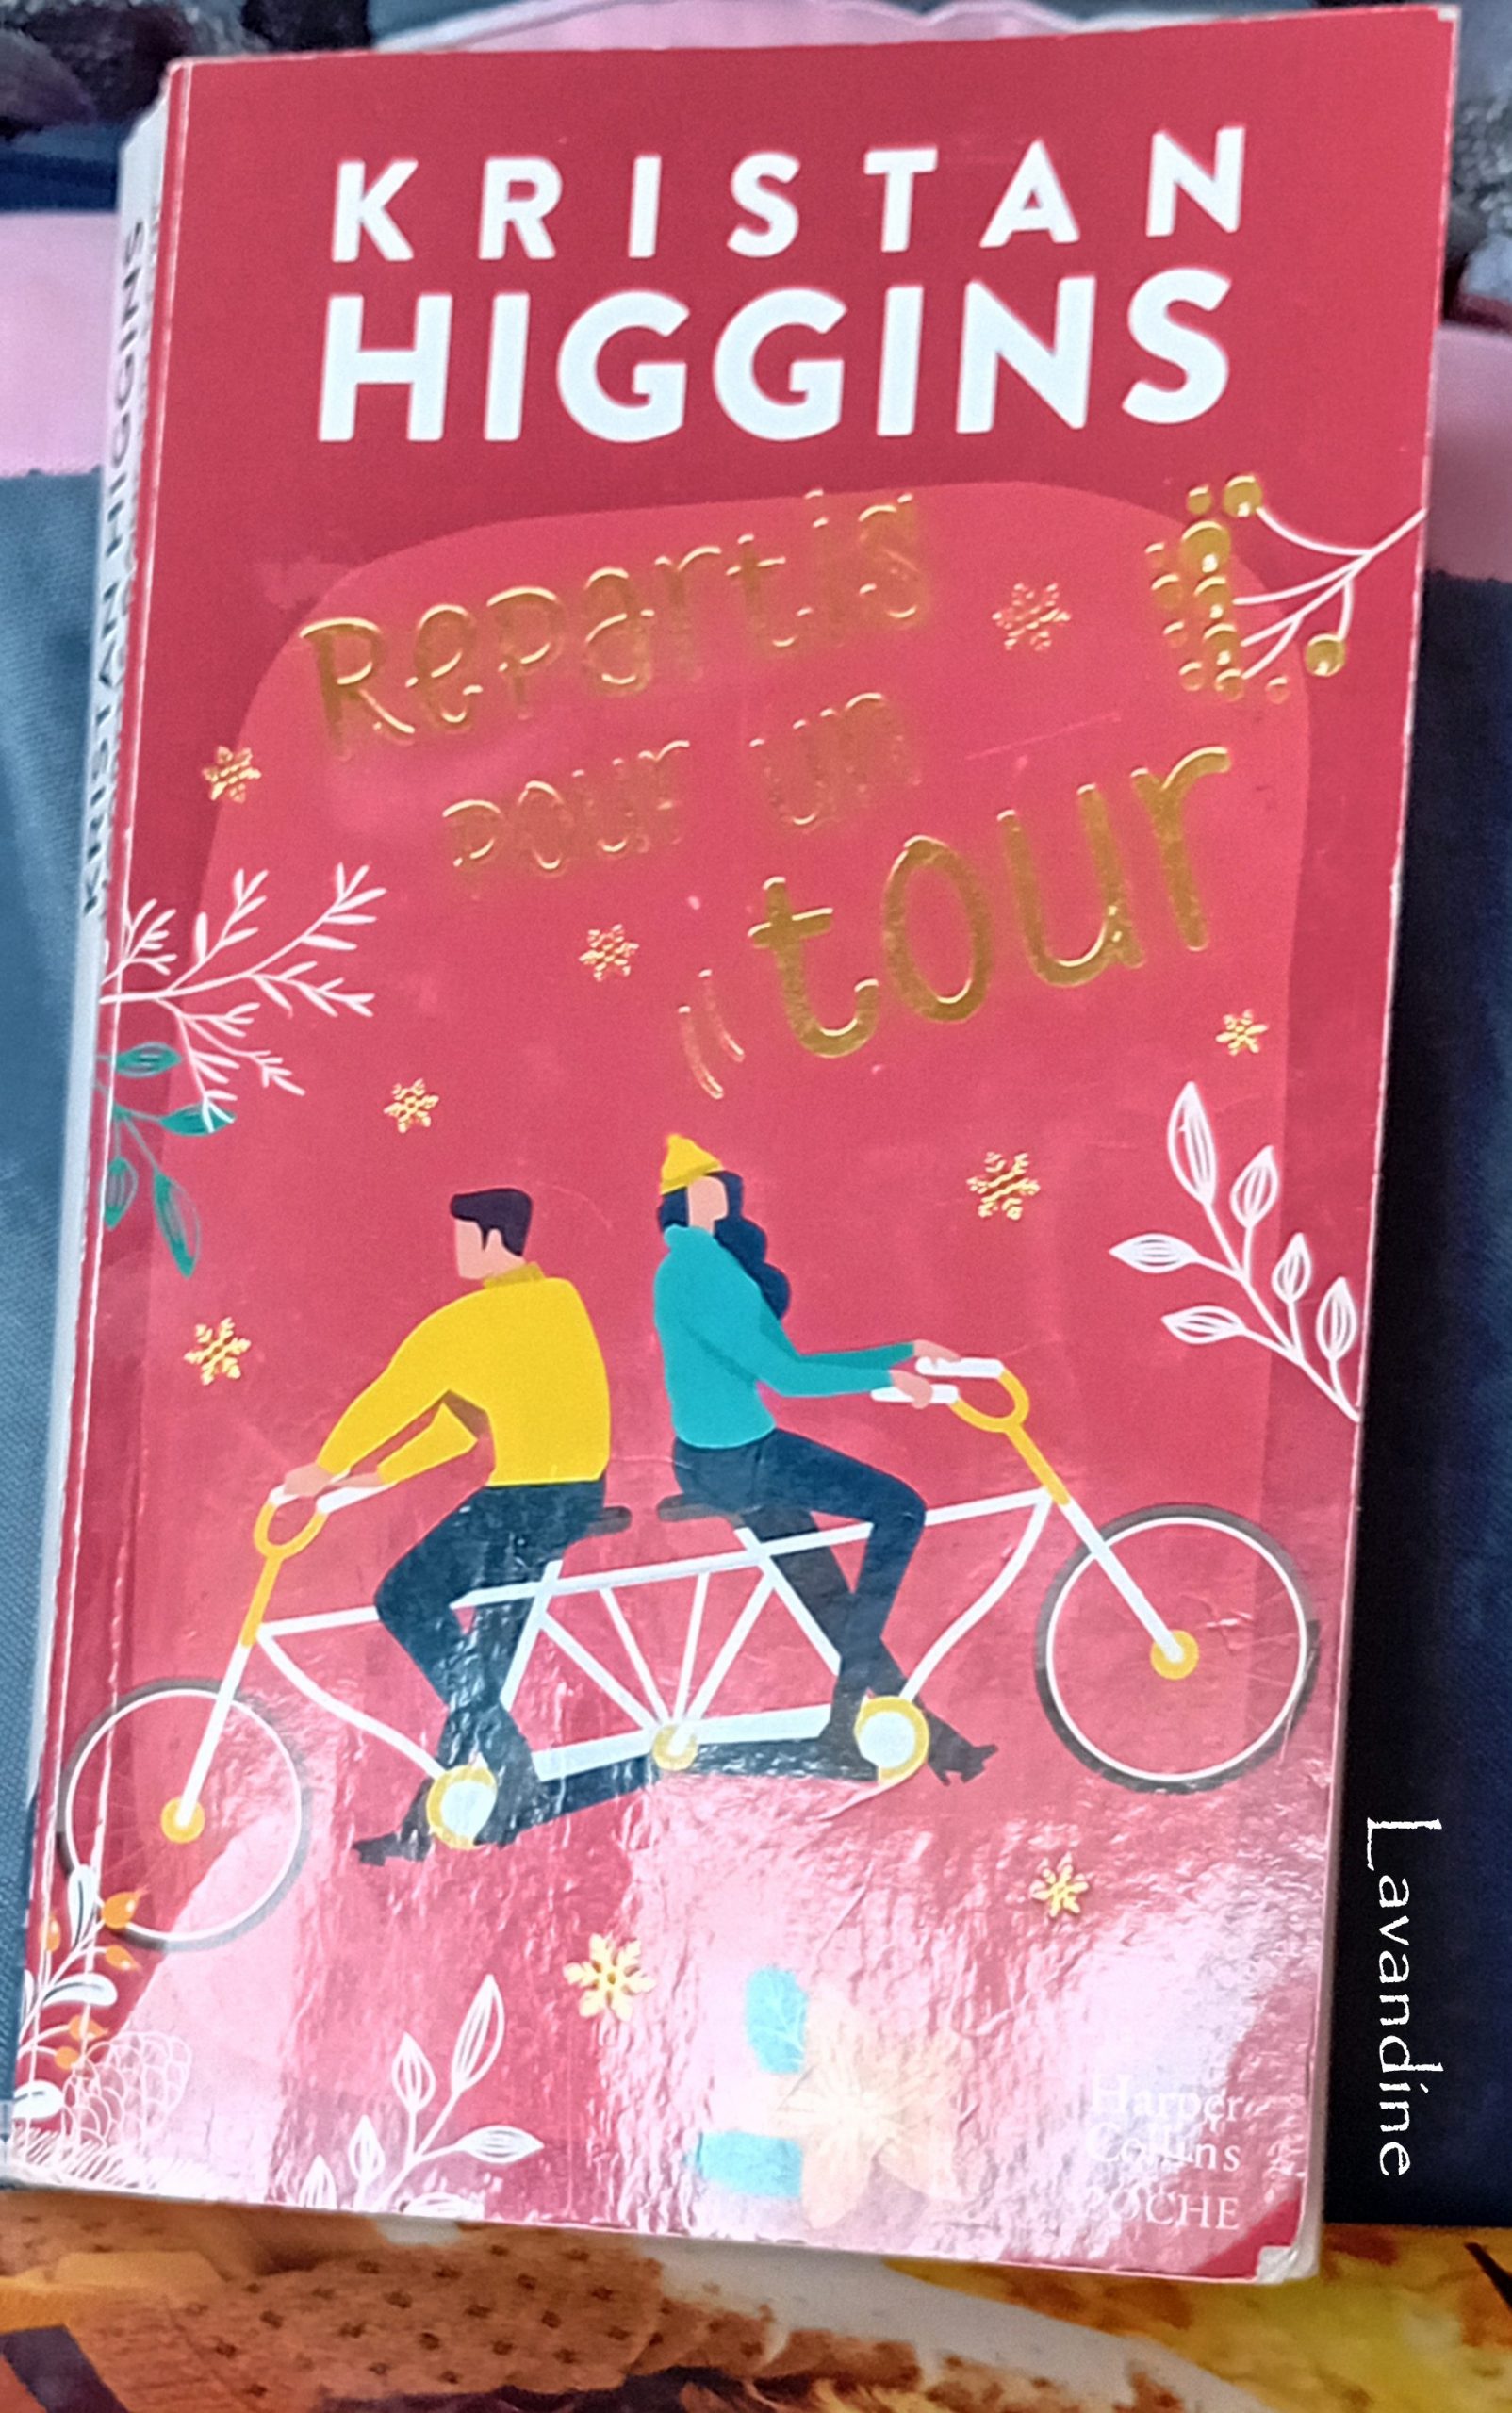 KRISTAN
HIGGINS
Repartis
pour un
tour
Harper
Collins
POCHE
KRISTAN HIGGINS
Lavandine